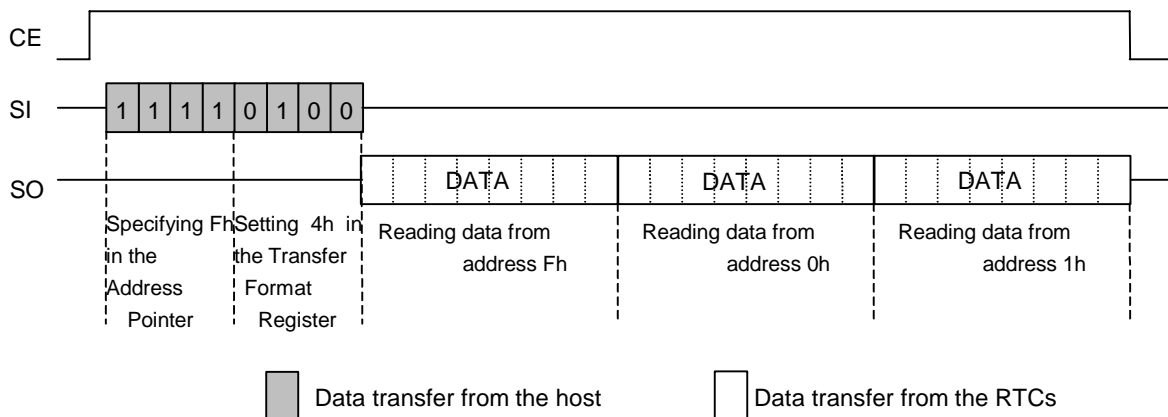 CE
SI 1 1 1 1 0 1 0 0
SO DATA DATA DATA
Specifying Fh
in the
Address
Pointer
Setting 4h in
the Transfer
Format
Register
Reading data from
address Fh
Reading data from
address 0h
Reading data from
address 1h
Data transfer from the host
Data transfer from the RTCs